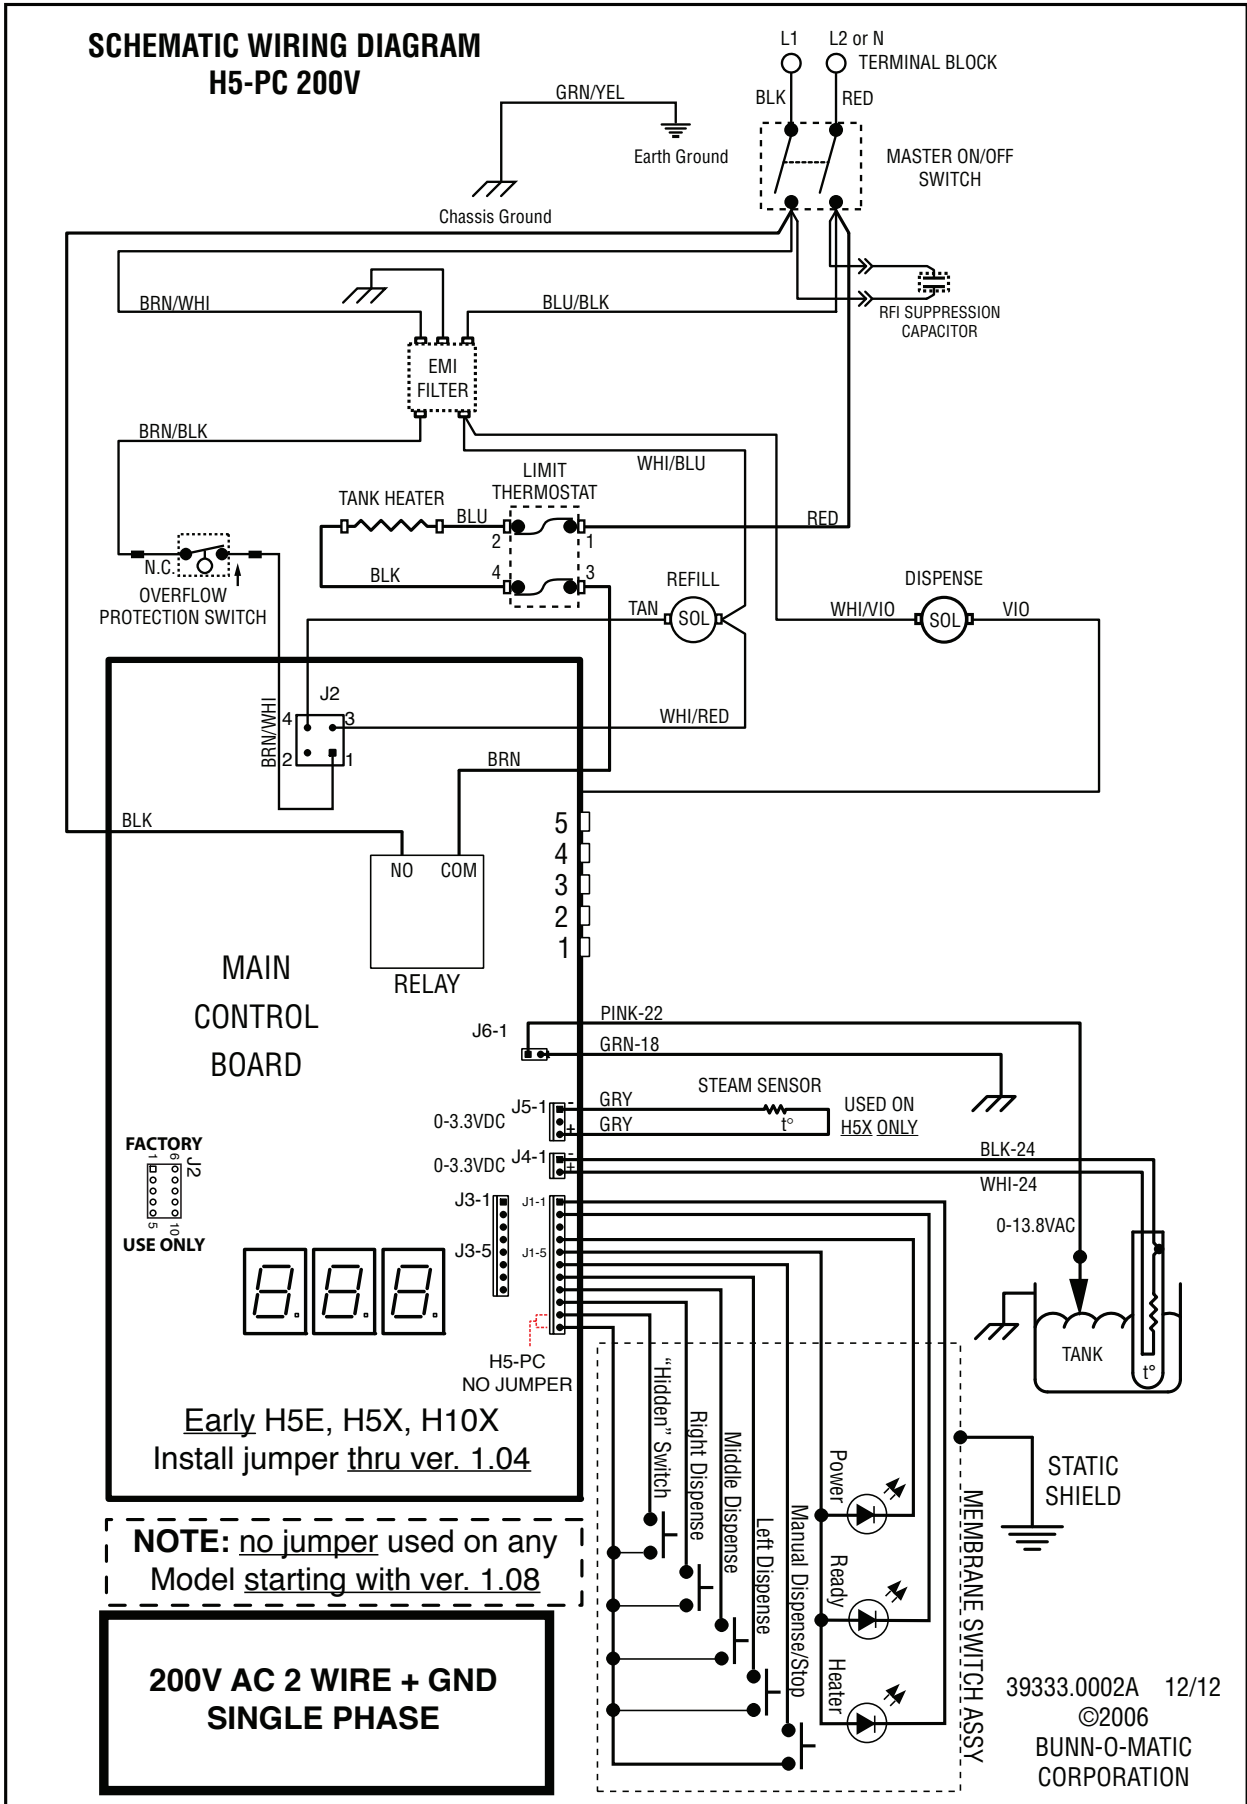 SCHEMATIC WIRING DIAGRAM
H5-PC 200V
L1
L2 or N
TERMINAL BLOCK
BLK
RED
GRN/YEL
Earth Ground
Chassis Ground
MASTER ON/OFF
SWITCH
BRN/WHI
BLU/BLK
RFI SUPPRESSION
CAPACITOR
EMI
FILTER
BRN/BLK
WHI/BLU
LIMIT
THERMOSTAT
TANK HEATER
BLU
2
1
RED
N.C.
OVERFLOW
PROTECTION SWITCH
BLK
4
3
REFILL
DISPENSE
TAN
SOL
WHI/VIO
SOL
VIO
J2
4
3
2
1
BRN/WHI
WHI/RED
BRN
BLK
NO
COM
RELAY
5
4
3
2
1
MAIN
CONTROL
BOARD
J6-1
PINK-22
GRN-18
J5-1
-
+
0-3.3VDC
GRY
GRY
STEAM SENSOR
t°
USED ON
H5X ONLY
J4-1
-
+
0-3.3VDC
BLK-24
WHI-24
0-13.8VAC
TANK
t°
FACTORY
1
6
J2
5
10
USE ONLY
J3-1
J1-1
J3-5
J1-5
8.8.8.
H5-PC
NO JUMPER
Early H5E, H5X, H10X
Install jumper thru ver. 1.04
NOTE: no jumper used on any
Model starting with ver. 1.08
200V AC 2 WIRE + GND
SINGLE PHASE
"Hidden" Switch
Right Dispense
Middle Dispense
Left Dispense
Manual Dispense/Stop
Power
Ready
Heater
MEMBRANE SWITCH ASSY
STATIC
SHIELD
39333.0002A 12/12
©2006
BUNN-O-MATIC
CORPORATION